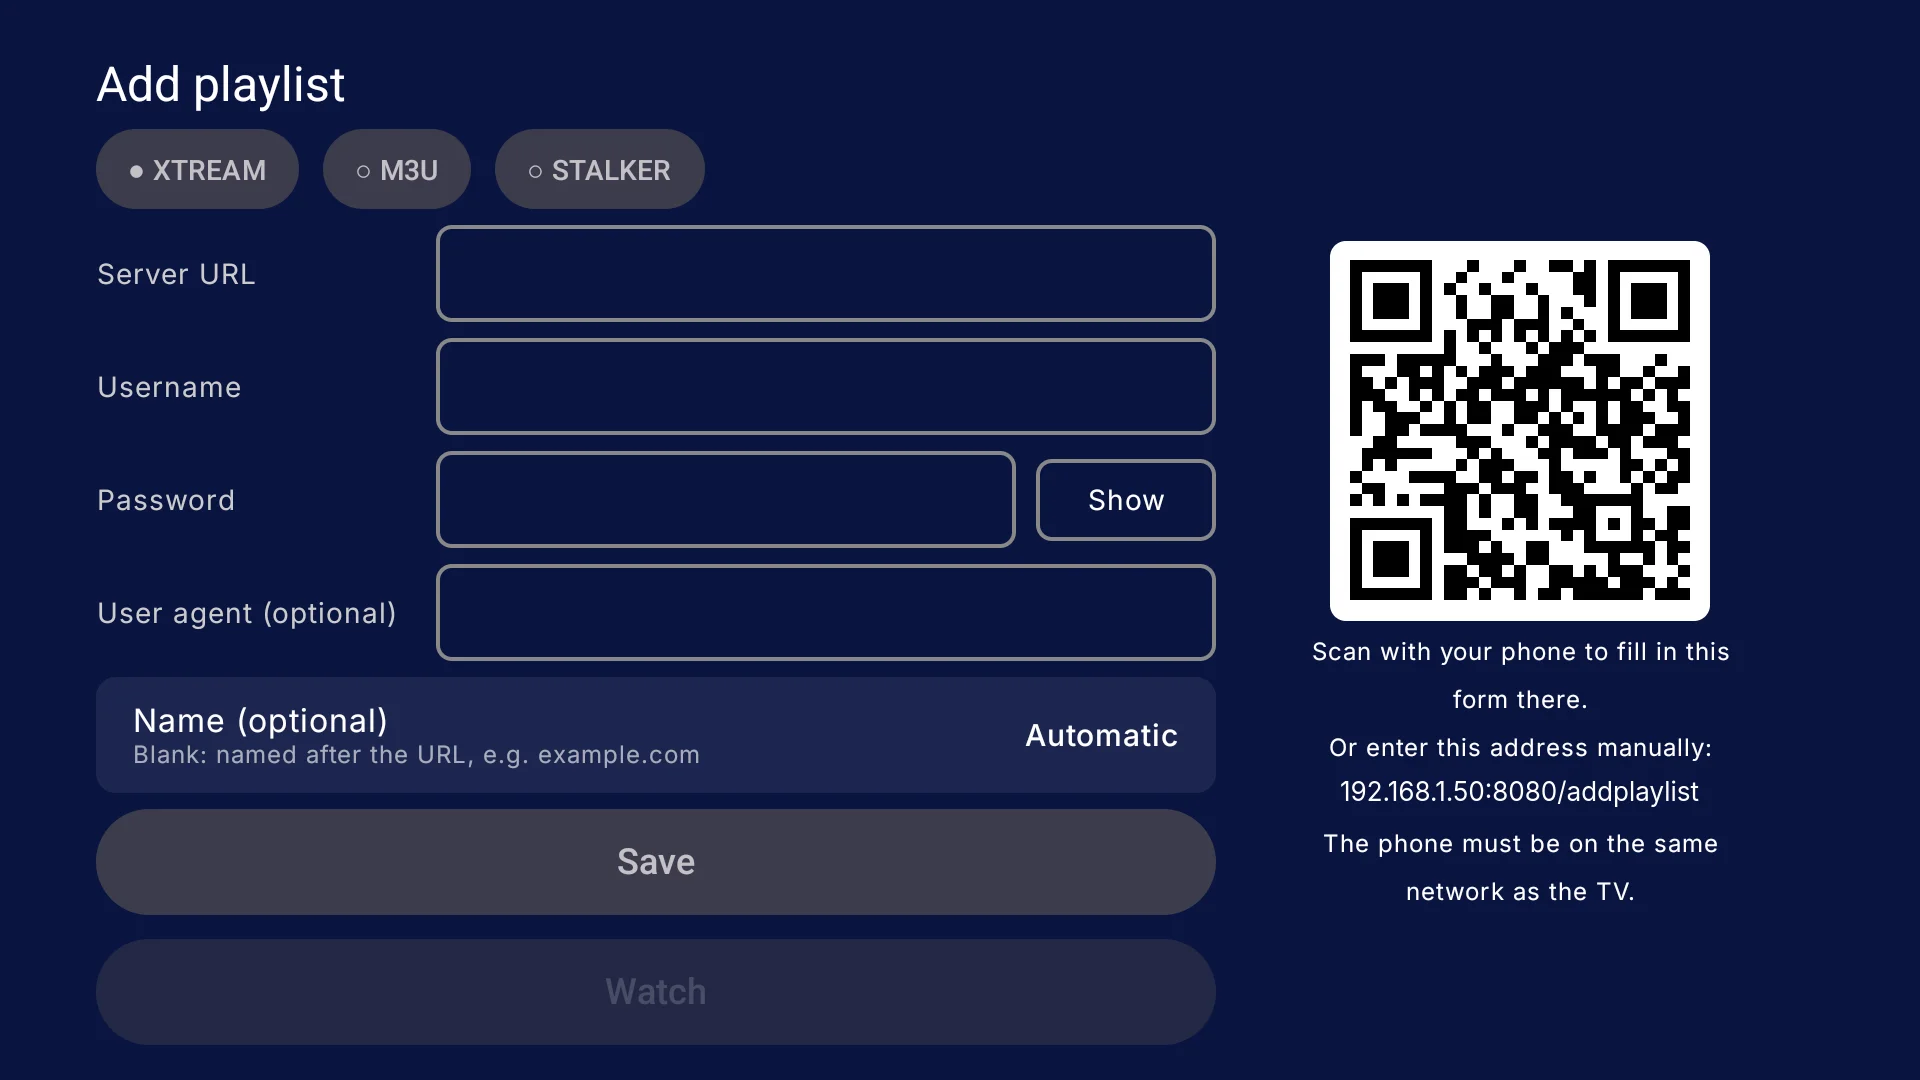 Add playlist
● XTREAM
○ M3U
○ STALKER
Server URL
Username
Password
Show
User agent (optional)
Name (optional)
Blank: named after the URL, e.g. example.com
Automatic
Save
Watch
Scan with your phone to fill in this
form there.
Or enter this address manually:
192.168.1.50:8080/addplaylist
The phone must be on the same
network as the TV.